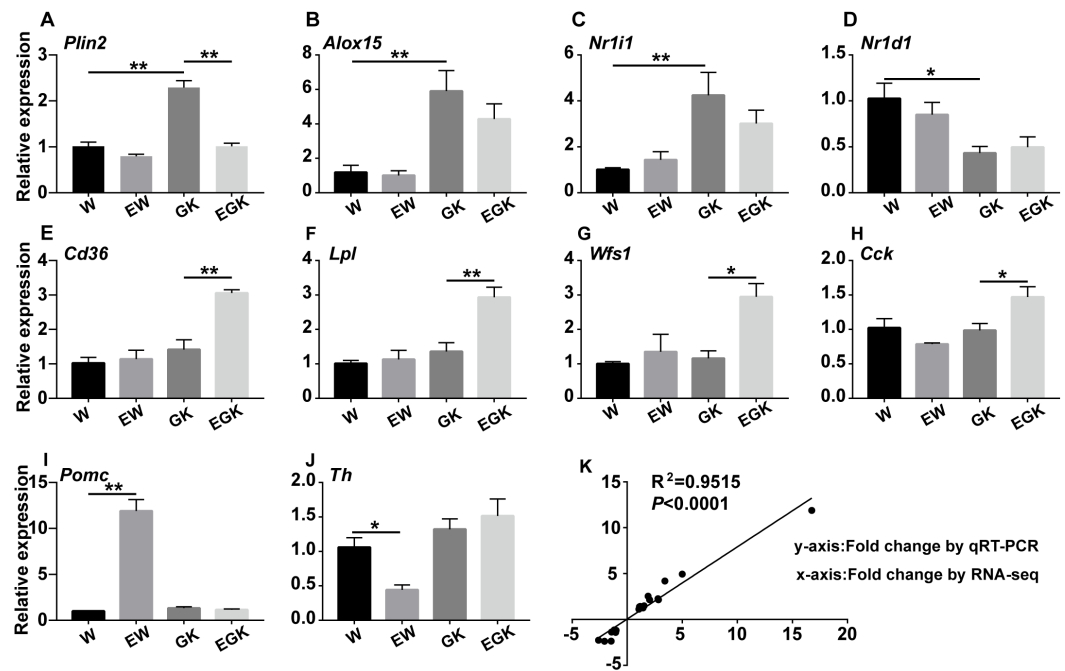 A
Plin2
Relative expression
3
2
1
0
**
**
W
EW
GK
EGK
B
Alox15
8
6
4
2
0
**
W
EW
GK
EGK
C
Nr1i1
6
4
2
0
**
W
EW
GK
EGK
D
Nr1d1
1.5
1.0
0.5
0.0
*
W
EW
GK
EGK
E
Cd36
Relative expression
4
3
2
1
0
**
W
EW
GK
EGK
F
Lpl
4
3
2
1
0
**
W
EW
GK
EGK
G
Wfs1
4
3
2
1
0
*
W
EW
GK
EGK
H
Cck
2.0
1.5
1.0
0.5
0.0
*
W
EW
GK
EGK
I
Pomc
Relative expression
15
10
5
0
**
W
EW
GK
EGK
J
Th
2.0
1.5
1.0
0.5
0.0
*
W
EW
GK
EGK
K
R²=0.9515
P<0.0001
y-axis:Fold change by qRT-PCR
x-axis:Fold change by RNA-seq
15
10
5
-5
-5
5
10
15
20